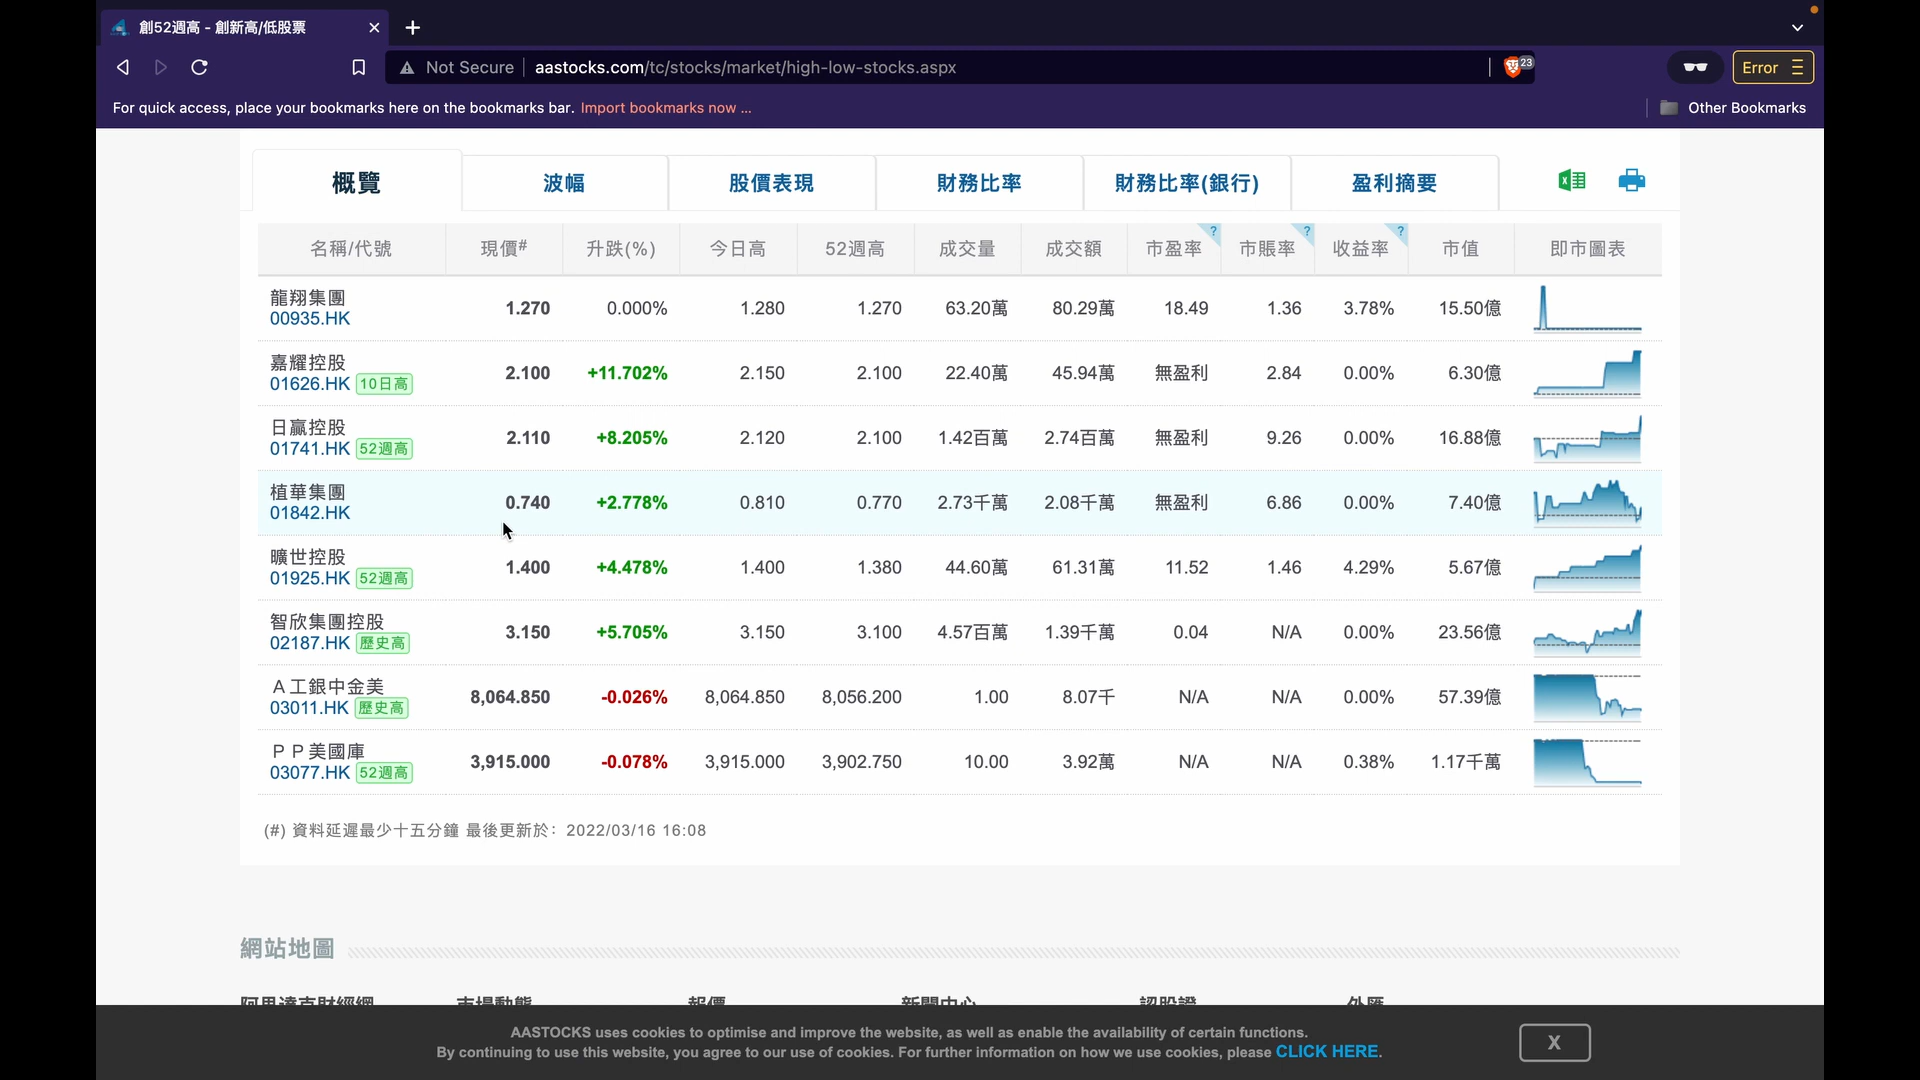 創52週高 - 創新高/低股票
Not Secure aastocks.com/tc/stocks/market/high-low-stocks.aspx 23 Error
For quick access, place your bookmarks here on the bookmarks bar. Import bookmarks now ... Other Bookmarks
概覽 波幅 股價表現 財務比率 財務比率(銀行) 盈利摘要
名稱/代號 現價# 升跌(%) 今日高 52週高 成交量 成交額 市盈率 ? 市賬率 ? 收益率 ? 市值 即市圖表
龍翔集團
00935.HK 1.270 0.000% 1.280 1.270 63.20萬 80.29萬 18.49 1.36 3.78% 15.50億
嘉耀控股
01626.HK 10日高 2.100 +11.702% 2.150 2.100 22.40萬 45.94萬 無盈利 2.84 0.00% 6.30億
日贏控股
01741.HK 52週高 2.110 +8.205% 2.120 2.100 1.42百萬 2.74百萬 無盈利 9.26 0.00% 16.88億
植華集團
01842.HK 0.740 +2.778% 0.810 0.770 2.73千萬 2.08千萬 無盈利 6.86 0.00% 7.40億
曠世控股
01925.HK 52週高 1.400 +4.478% 1.400 1.380 44.60萬 61.31萬 11.52 1.46 4.29% 5.67億
智欣集團控股
02187.HK 歷史高 3.150 +5.705% 3.150 3.100 4.57百萬 1.39千萬 0.04 N/A 0.00% 23.56億
Ａ工銀中金美
03011.HK 歷史高 8,064.850 -0.026% 8,064.850 8,056.200 1.00 8.07千 N/A N/A 0.00% 57.39億
ＰＰ美國庫
03077.HK 52週高 3,915.000 -0.078% 3,915.000 3,902.750 10.00 3.92萬 N/A N/A 0.38% 1.17千萬
(#) 資料延遲最少十五分鐘 最後更新於：2022/03/16 16:08
網站地圖
阿思達克財經網 市場動態 報價 新聞中心 認股證 外匯
AASTOCKS uses cookies to optimise and improve the website, as well as enable the availability of certain functions.
By continuing to use this website, you agree to our use of cookies. For further information on how we use cookies, please CLICK HERE.
X